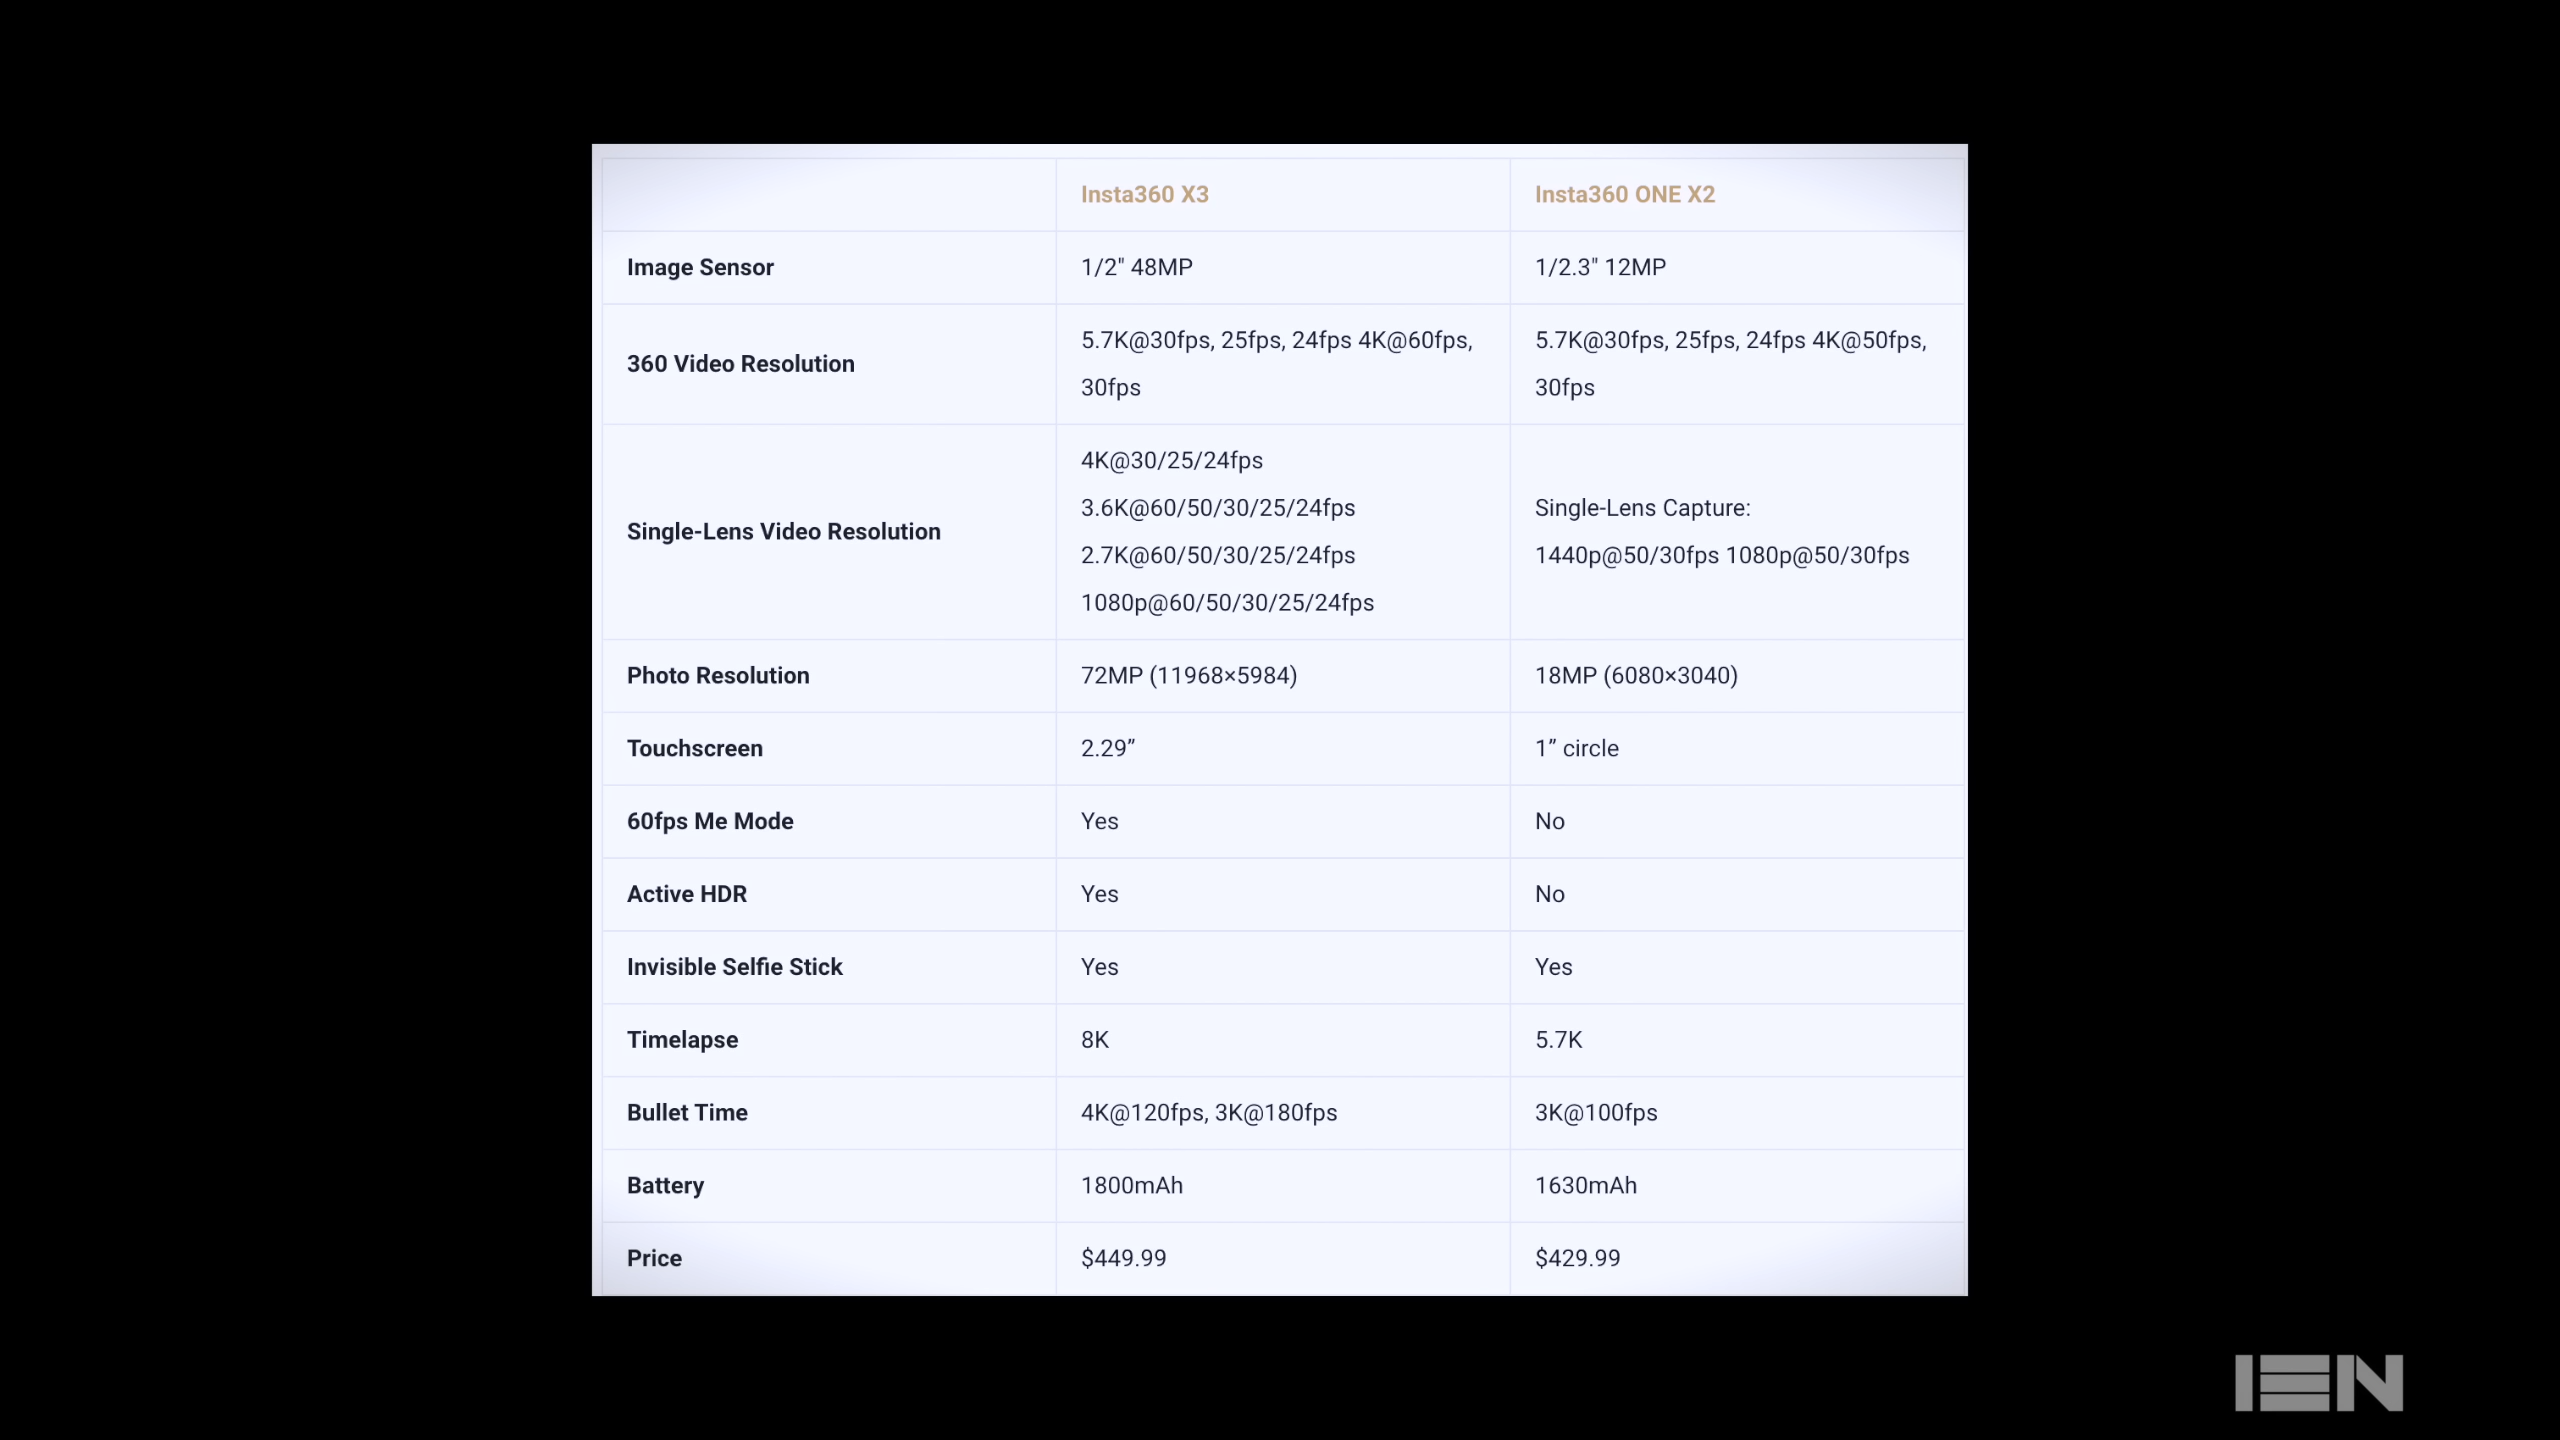 Insta360 X3 Insta360 ONE X2
Image Sensor 1/2" 48MP 1/2.3" 12MP
360 Video Resolution 5.7K@30fps, 25fps, 24fps 4K@60fps, 5.7K@30fps, 25fps, 24fps 4K@50fps,
30fps 30fps
Single-Lens Video Resolution
4K@30/25/24fps
3.6K@60/50/30/25/24fps
2.7K@60/50/30/25/24fps
1080p@60/50/30/25/24fps
Single-Lens Capture:
1440p@50/30fps 1080p@50/30fps
Photo Resolution 72MP (11968×5984) 18MP (6080×3040)
Touchscreen 2.29” 1” circle
60fps Me Mode Yes No
Active HDR Yes No
Invisible Selfie Stick Yes Yes
Timelapse 8K 5.7K
Bullet Time 4K@120fps, 3K@180fps 3K@100fps
Battery 1800mAh 1630mAh
Price $449.99 $429.99
IEN